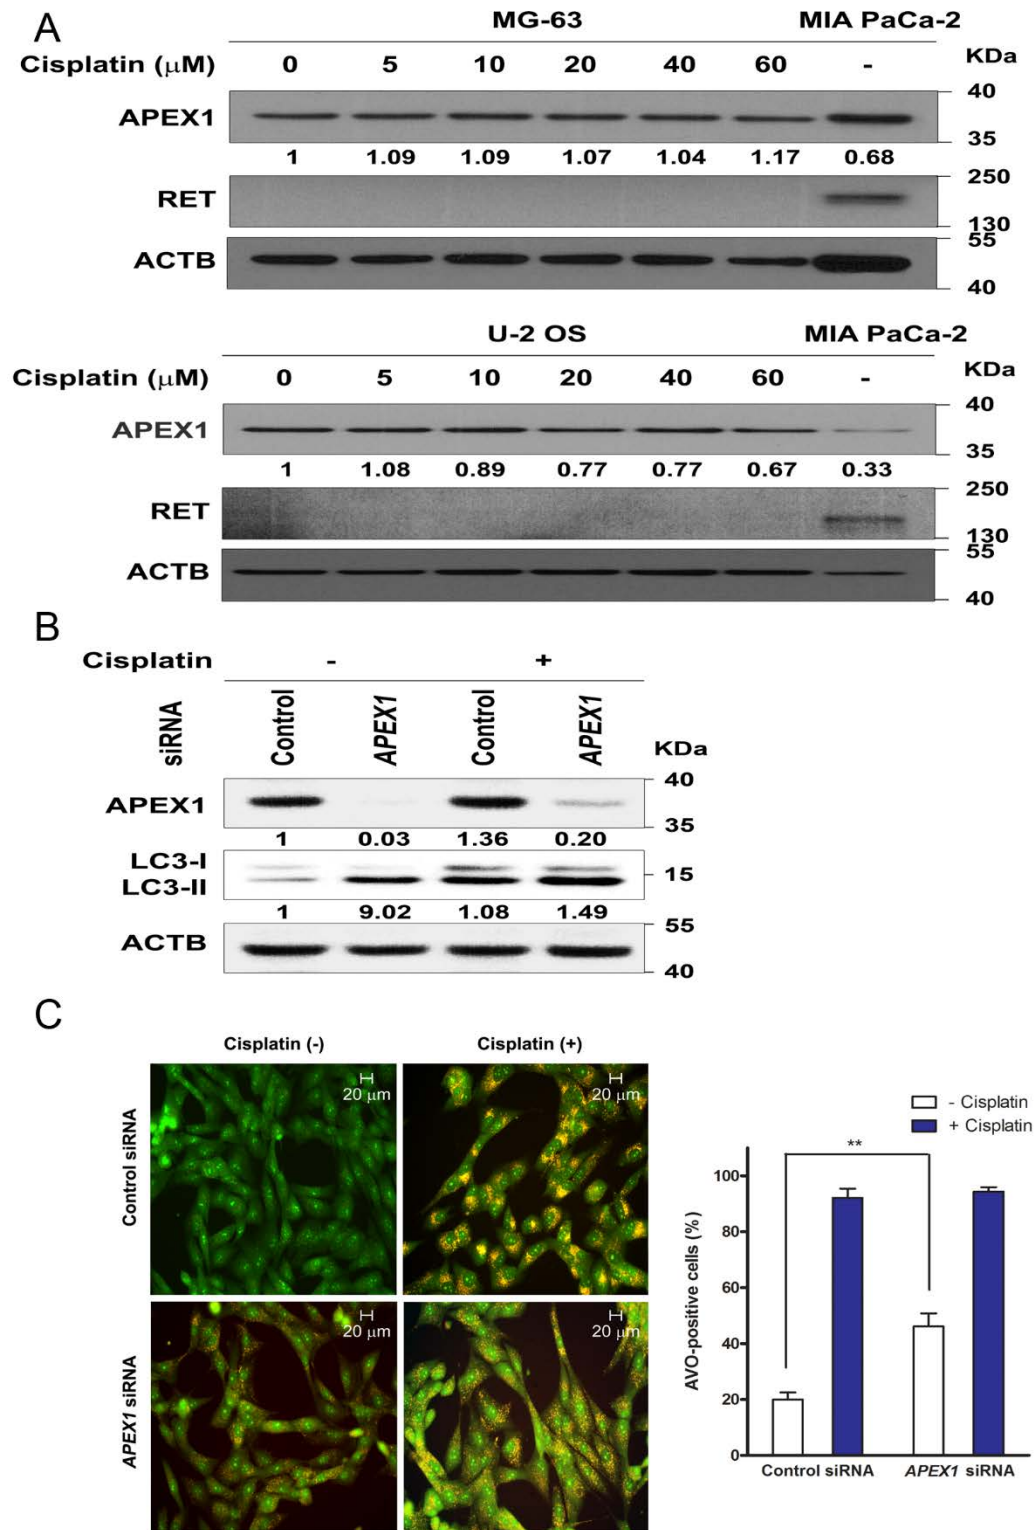 A
MG-63 MIA PaCa-2
Cisplatin (μM) 0 5 10 20 40 60 - KDa
APEX1 40
35
1 1.09 1.09 1.07 1.04 1.17 0.68
RET 250
130
ACTB 55
40
U-2 OS MIA PaCa-2
Cisplatin (μM) 0 5 10 20 40 60 - KDa
APEX1 40
35
1 1.08 0.89 0.77 0.77 0.67 0.33
RET 250
130
ACTB 55
40
B
Cisplatin - +
siRNA Control APEX1 Control APEX1 KDa
APEX1 40
35
1 0.03 1.36 0.20
LC3-I
LC3-II 15
1 9.02 1.08 1.49
ACTB 55
40
C
Cisplatin (-) Cisplatin (+)
Control siRNA
20 μm 20 μm
APEX1 siRNA
20 μm 20 μm
- Cisplatin
+ Cisplatin
**
AVO-positive cells (%)
100
80
60
40
20
0
Control siRNA APEX1 siRNA